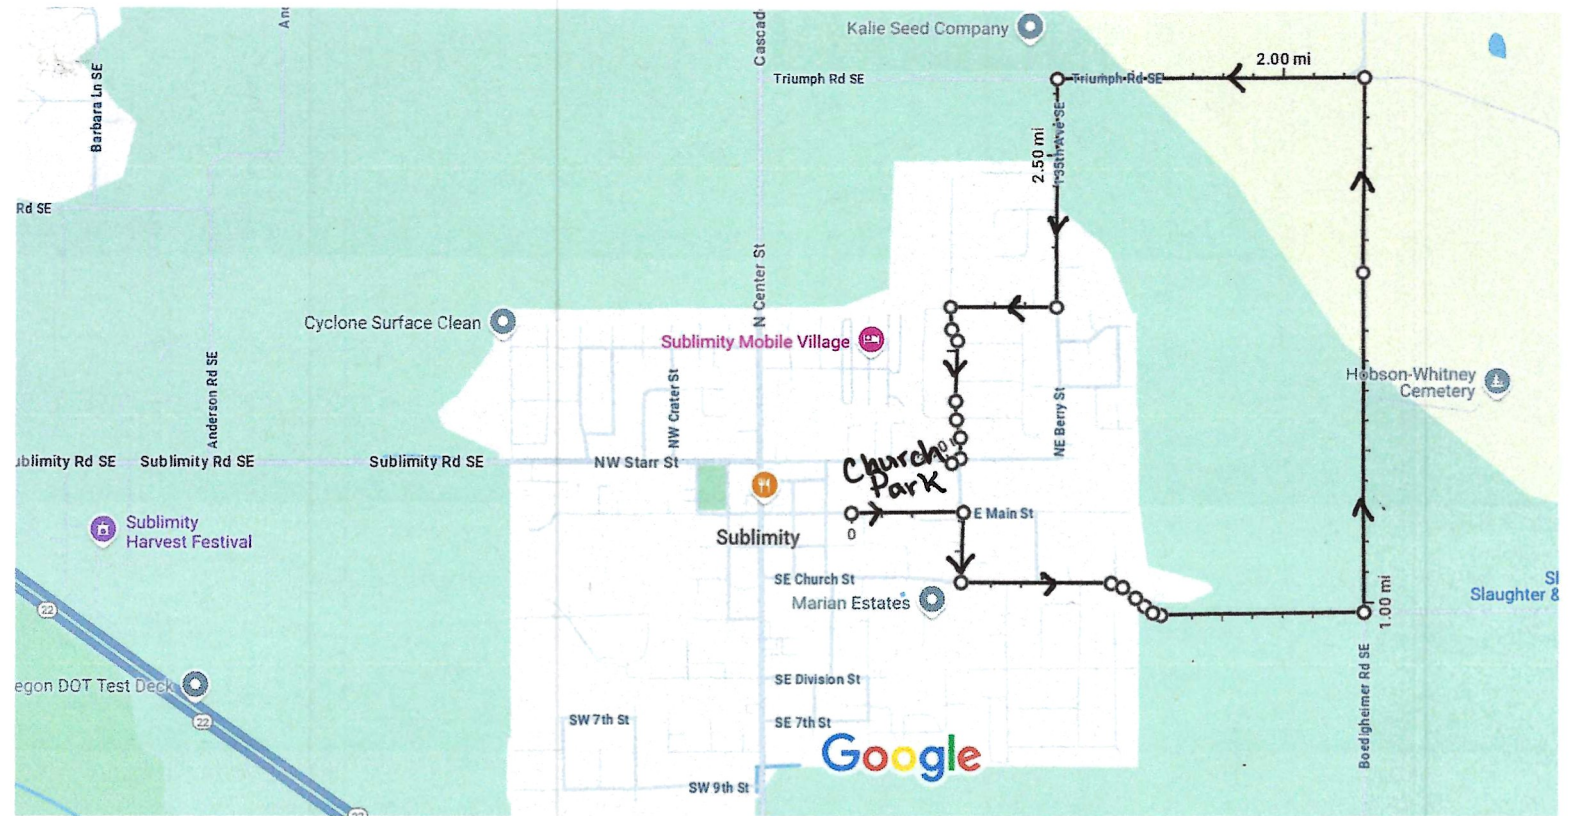 Kalie Seed Company
Cascad
Barbara Ln SE
Triumph Rd SE
Triumph Rd SE
2.00 mi
2.50 mi
135th Ave SE
Rd SE
N Center St
Cyclone Surface Clean
Sublimity Mobile Village
Anderson Rd SE
NW Crater St
NE Berry St
Hobson-Whitney
Cemetery
ublimity Rd SE
Sublimity Rd SE
Sublimity Rd SE
NW Starr St
Church
Park
Sublimity
Harvest Festival
Sublimity
0
E Main St
SE Church St
Marian Estates
Slaughter &
1.00 mi
22
egon DOT Test Deck
22
SE Division St
Boedigheimer Rd SE
SW 7th St
SE 7th St
Google
SW 9th St